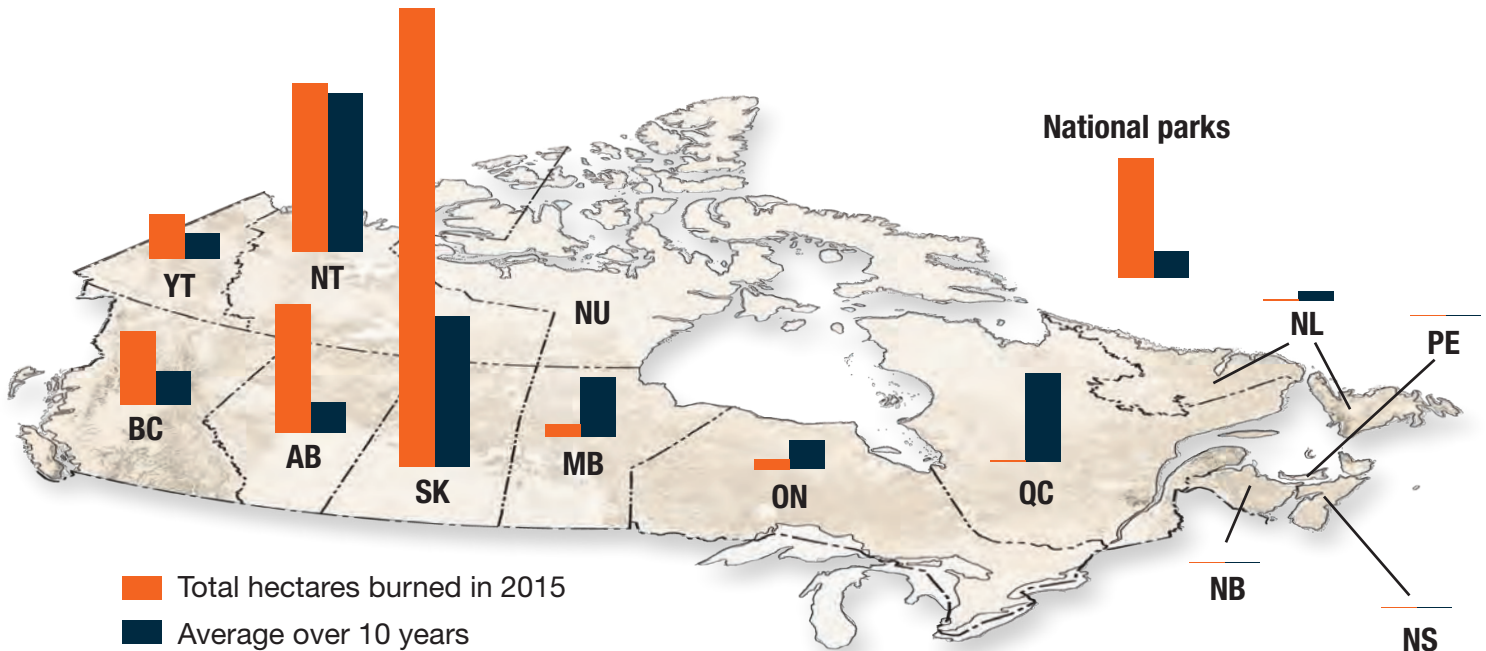 National parks
YT
NT
NU
NL
PE
BC
AB
SK
MB
ON
QC
NB
NS
Total hectares burned in 2015
Average over 10 years